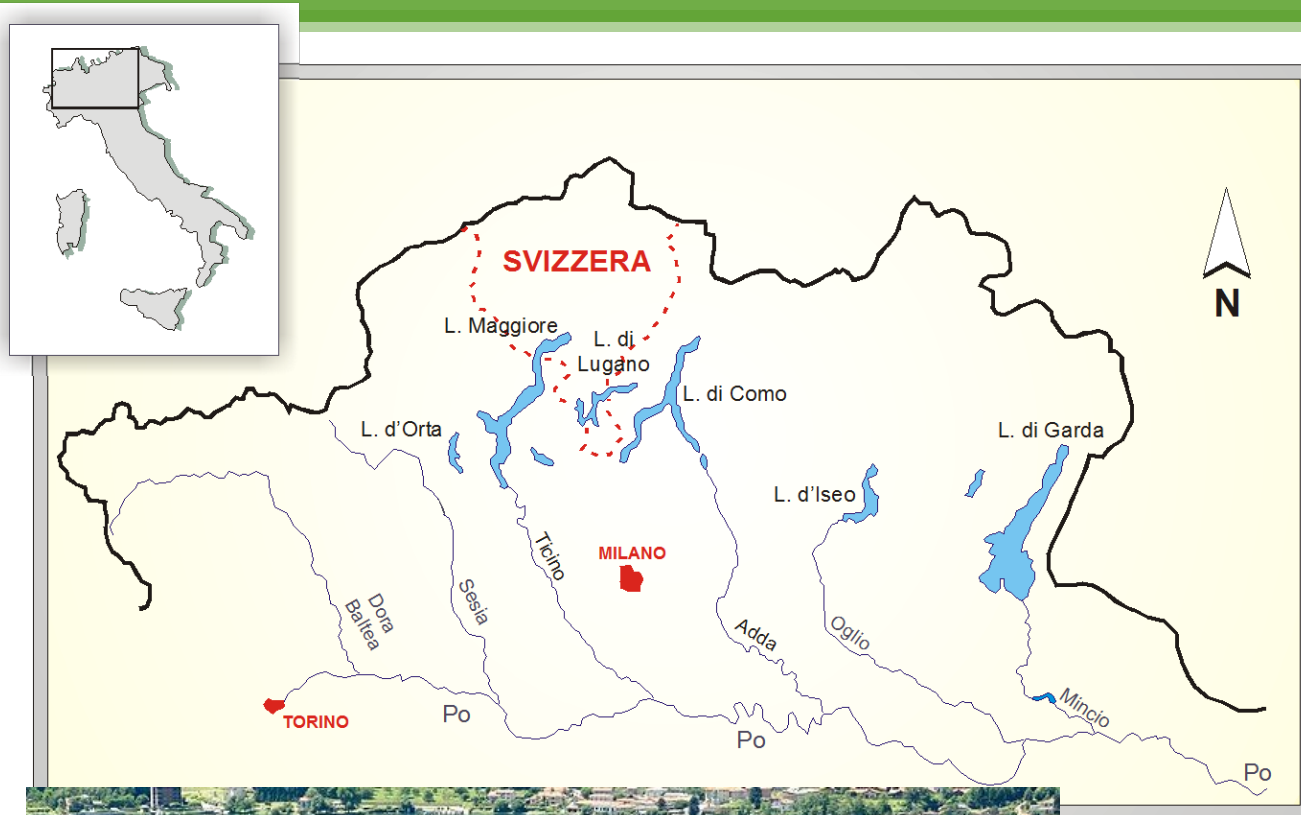 SVIZZERA
L. Maggiore
L. di
Lugano
L. di Como
L. d'Orta
L. di Garda
L. d'Iseo
N
MILANO
Ticino
Sesia
Dora
Baltea
Adda
Oglio
Mincio
TORINO
Po
Po
Po